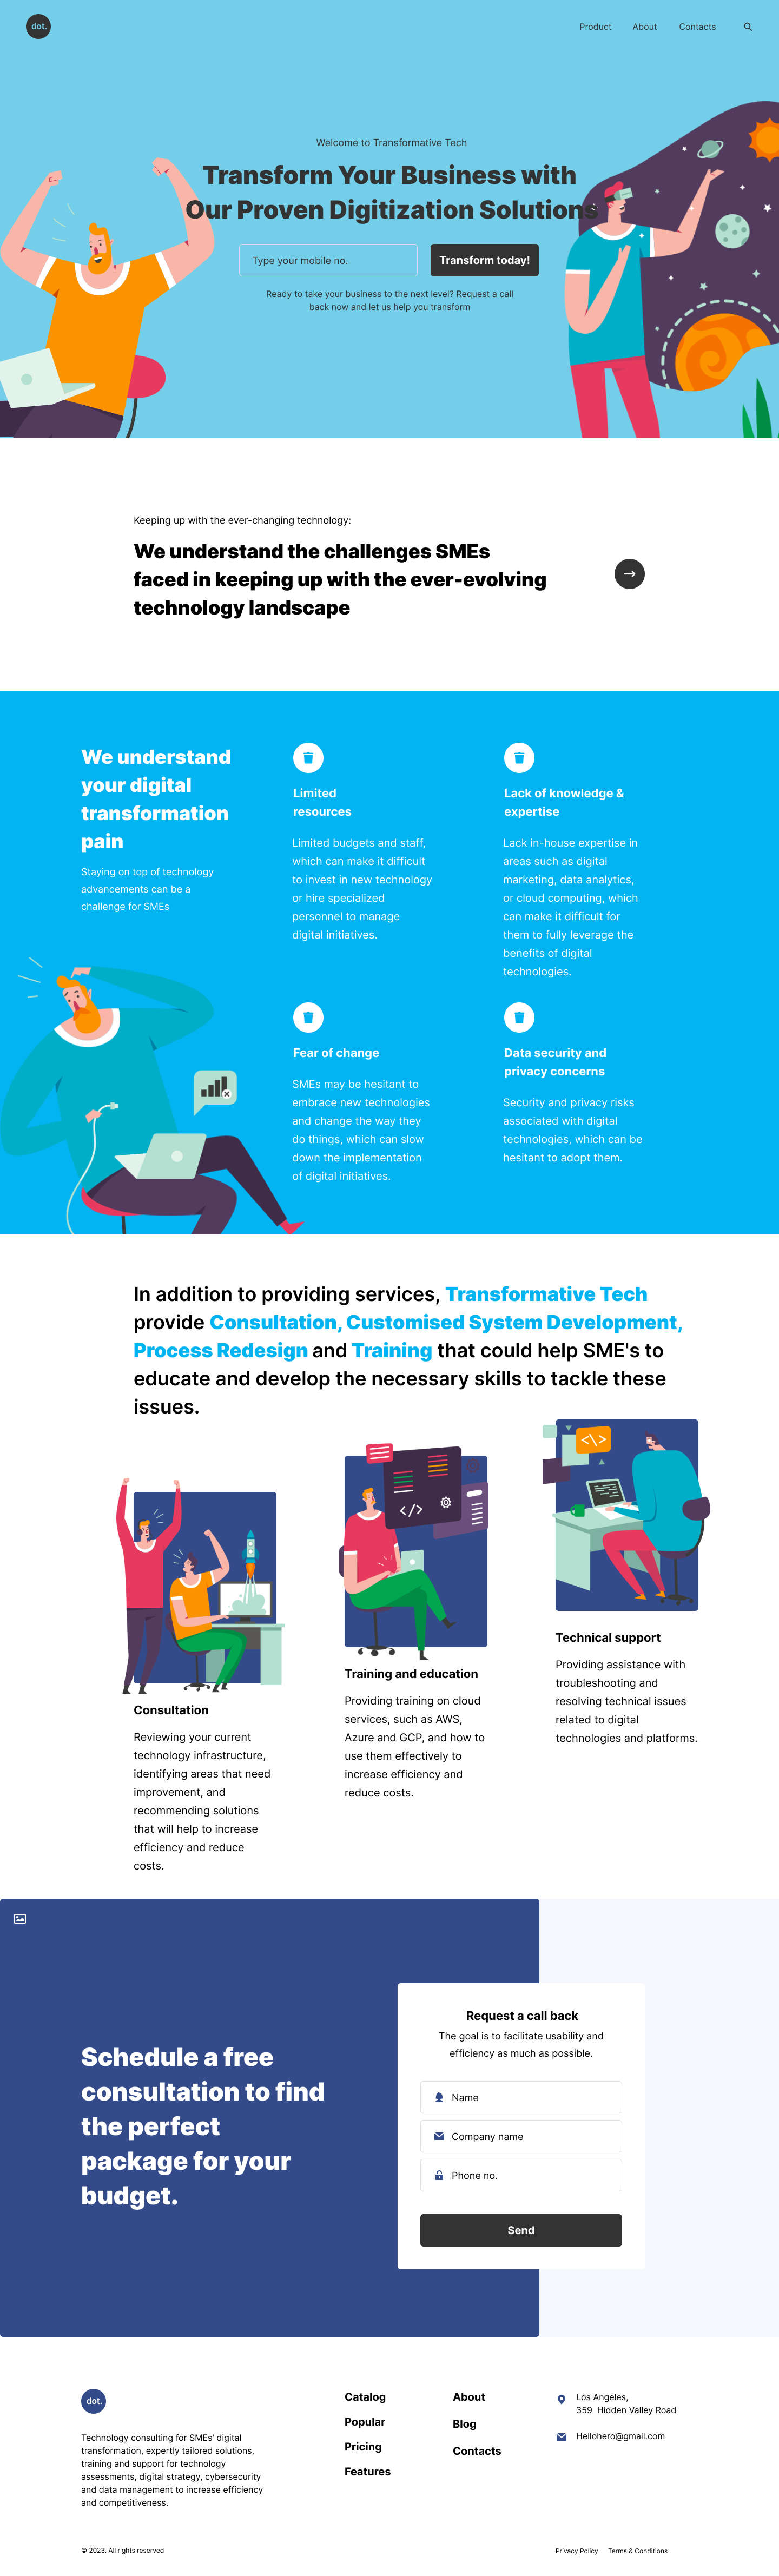 dot.
Product About Contacts
Welcome to Transformative Tech
Transform Your Business with
Our Proven Digitization Solutions
Type your mobile no.
Transform today!
Ready to take your business to the next level? Request a call
back now and let us help you transform
Keeping up with the ever-changing technology:
We understand the challenges SMEs
faced in keeping up with the ever-evolving
technology landscape
We understand
your digital
transformation
pain
Staying on top of technology
advancements can be a
challenge for SMEs
Limited
resources
Limited budgets and staff,
which can make it difficult
to invest in new technology
or hire specialized
personnel to manage
digital initiatives.
Lack of knowledge &
expertise
Lack in-house expertise in
areas such as digital
marketing, data analytics,
or cloud computing, which
can make it difficult for
them to fully leverage the
benefits of digital
technologies.
Fear of change
SMEs may be hesitant to
embrace new technologies
and change the way they
do things, which can slow
down the implementation
of digital initiatives.
Data security and
privacy concerns
Security and privacy risks
associated with digital
technologies, which can be
hesitant to adopt them.
In addition to providing services, Transformative Tech
provide Consultation, Customised System Development,
Process Redesign and Training that could help SME's to
educate and develop the necessary skills to tackle these
issues.
Consultation
Reviewing your current
technology infrastructure,
identifying areas that need
improvement, and
recommending solutions
that will help to increase
efficiency and reduce
costs.
</>
Training and education
Providing training on cloud
services, such as AWS,
Azure and GCP, and how to
use them effectively to
increase efficiency and
reduce costs.
<\>
Technical support
Providing assistance with
troubleshooting and
resolving technical issues
related to digital
technologies and platforms.
Schedule a free
consultation to find
the perfect
package for your
budget.
Request a call back
The goal is to facilitate usability and
efficiency as much as possible.
Name
Company name
Phone no.
Send
dot.
Technology consulting for SMEs' digital
transformation, expertly tailored solutions,
training and support for technology
assessments, digital strategy, cybersecurity
and data management to increase efficiency
and competitiveness.
Catalog
Popular
Pricing
Features
About
Blog
Contacts
Los Angeles,
359 Hidden Valley Road
Hellohero@gmail.com
© 2023. All rights reserved
Privacy Policy Terms & Conditions